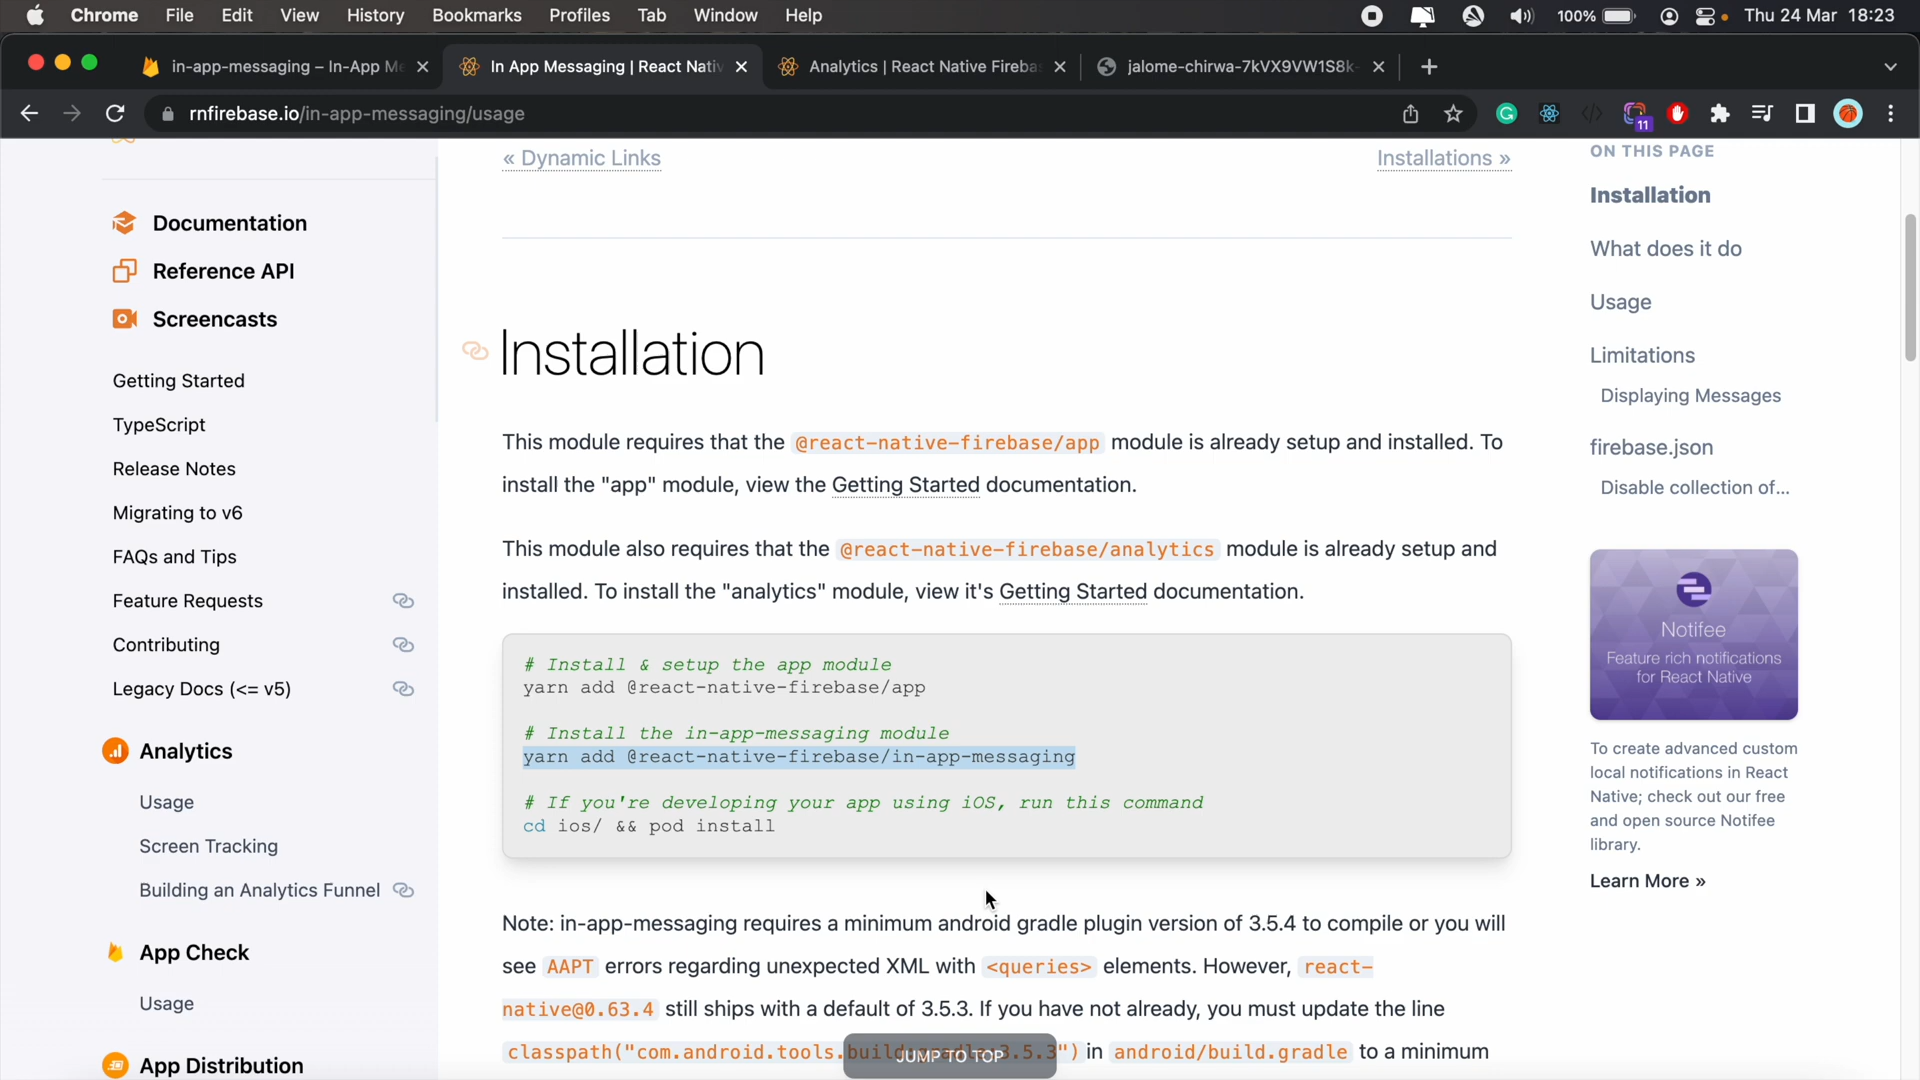 Chrome File Edit View History Bookmarks Profiles Tab Window Help 100% Thu 24 Mar 18:23
in-app-messaging – In-App Me In App Messaging | React Nativ Analytics | React Native Fireba jalome-chirwa-7kVX9VW1S8k-
rnfirebase.io/in-app-messaging/usage 11
« Dynamic Links Installations »
ON THIS PAGE
Installation
What does it do
Usage
Limitations
Displaying Messages
firebase.json
Disable collection of...
Documentation
Reference API
Screencasts
Getting Started
TypeScript
Release Notes
Migrating to v6
FAQs and Tips
Feature Requests
Contributing
Legacy Docs (<= v5)
Analytics
Usage
Screen Tracking
Building an Analytics Funnel
App Check
Usage
App Distribution
Installation
This module requires that the @react-native-firebase/app module is already setup and installed. To
install the "app" module, view the Getting Started documentation.
This module also requires that the @react-native-firebase/analytics module is already setup and
installed. To install the "analytics" module, view it's Getting Started documentation.
# Install & setup the app module
yarn add @react-native-firebase/app
# Install the in-app-messaging module
yarn add @react-native-firebase/in-app-messaging
# If you're developing your app using iOS, run this command
cd ios/ && pod install
Note: in-app-messaging requires a minimum android gradle plugin version of 3.5.4 to compile or you will
see AAPT errors regarding unexpected XML with <queries> elements. However, react-
native@0.63.4 still ships with a default of 3.5.3. If you have not already, you must update the line
classpath("com.android.tools.build:gradle:3.5.3") in android/build.gradle to a minimum
JUMP TO TOP
Notifee
Feature rich notifications
for React Native
To create advanced custom
local notifications in React
Native; check out our free
and open source Notifee
library.
Learn More »